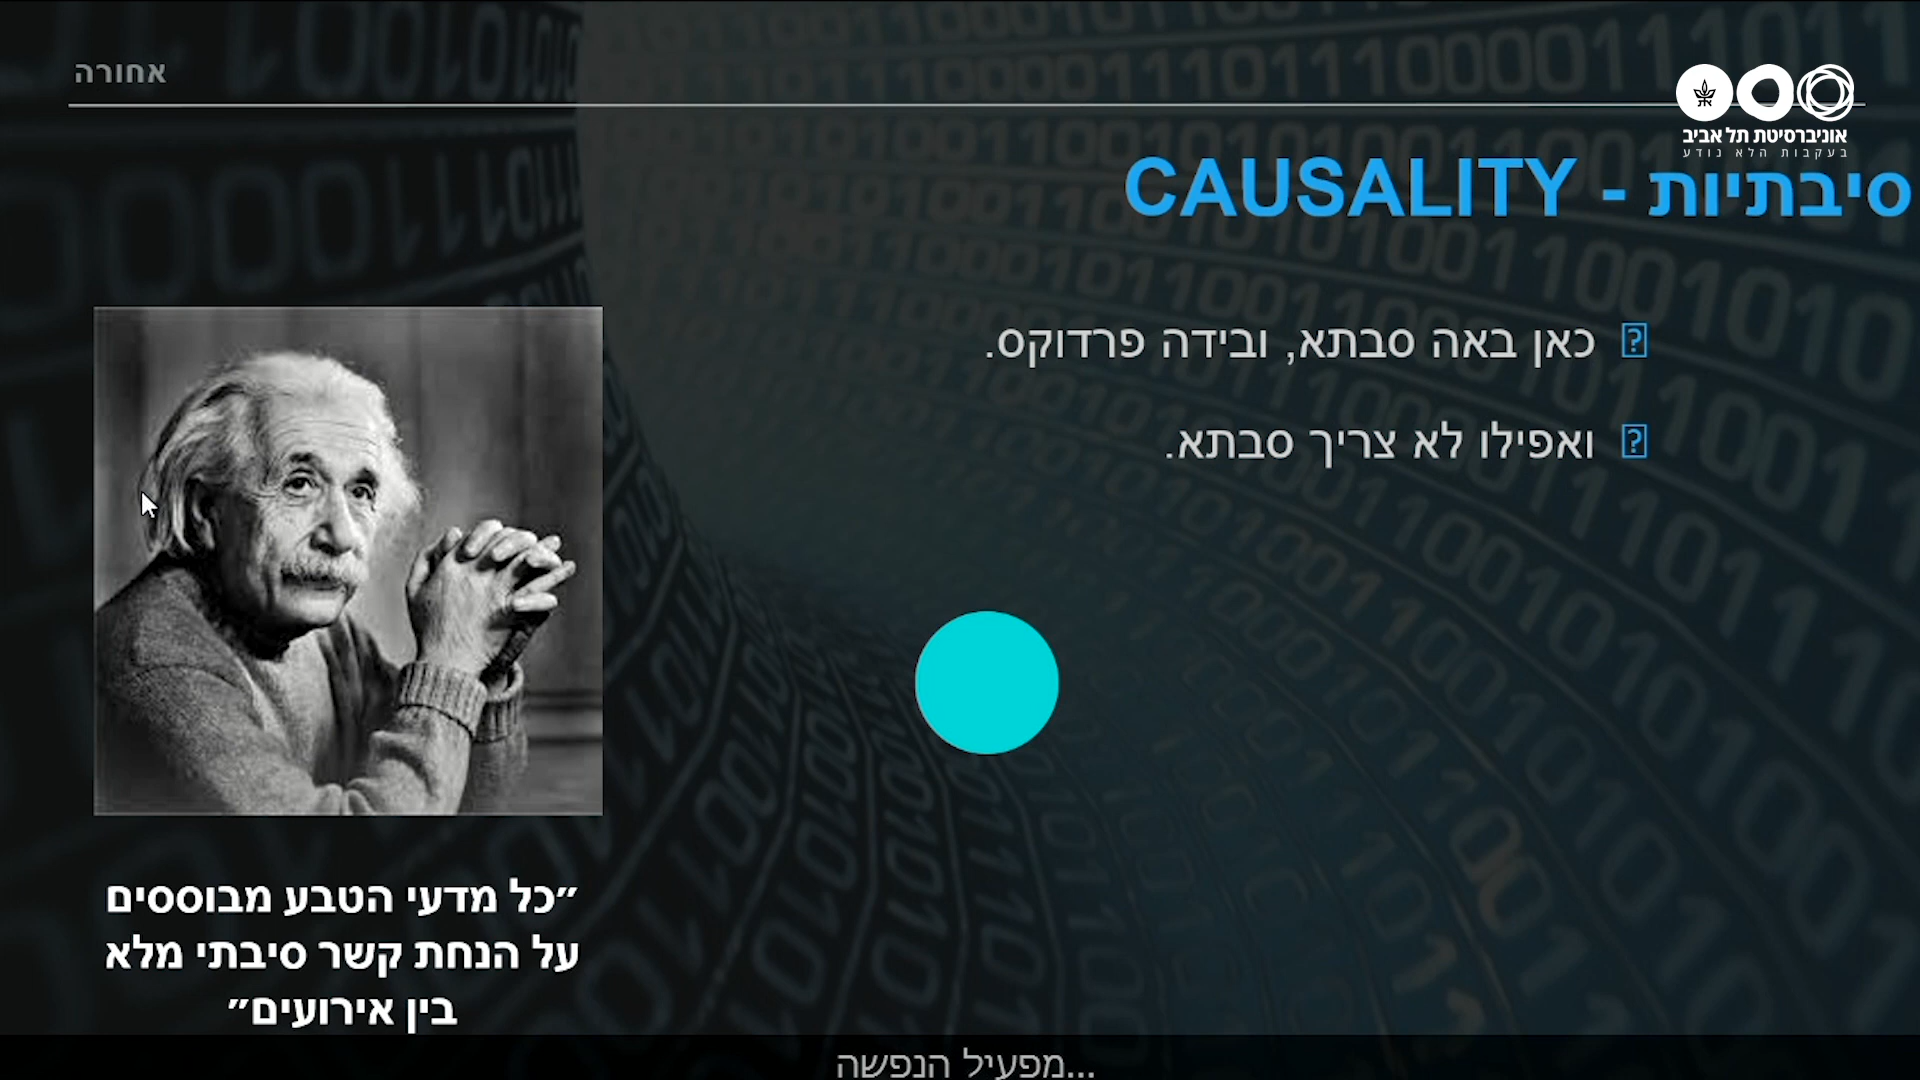 אחורה
אוניברסיטת תל אביב
בעקבות הלא נודע
סיבתיות - CAUSALITY
כאן באה סבתא, ובידה פרדוקס.
ואפילו לא צריך סבתא.
״כל מדעי הטבע מבוססים
על הנחת קשר סיבתי מלא
בין אירועים״
מפעיל הנפשה...